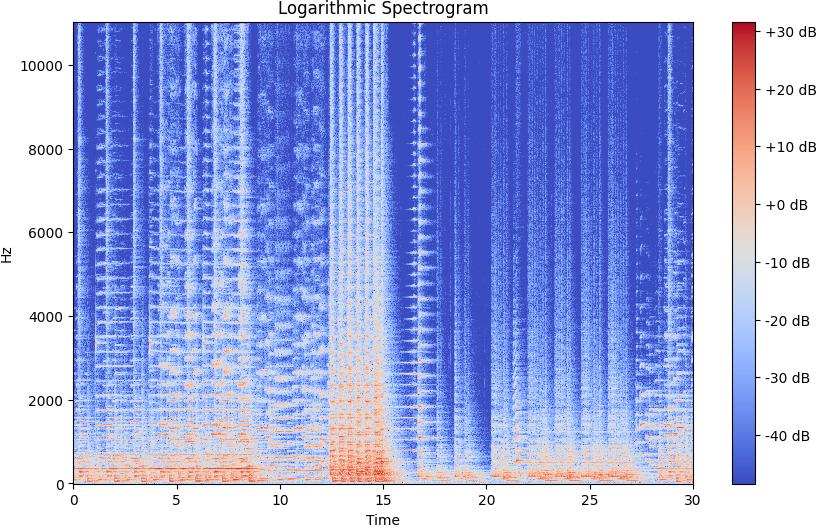 Logarithmic Spectrogram
10000
8000
6000
4000
2000
0
Hz
0 5 10 15 20 25 30
Time
+30 dB
+20 dB
+10 dB
+0 dB
-10 dB
-20 dB
-30 dB
-40 dB